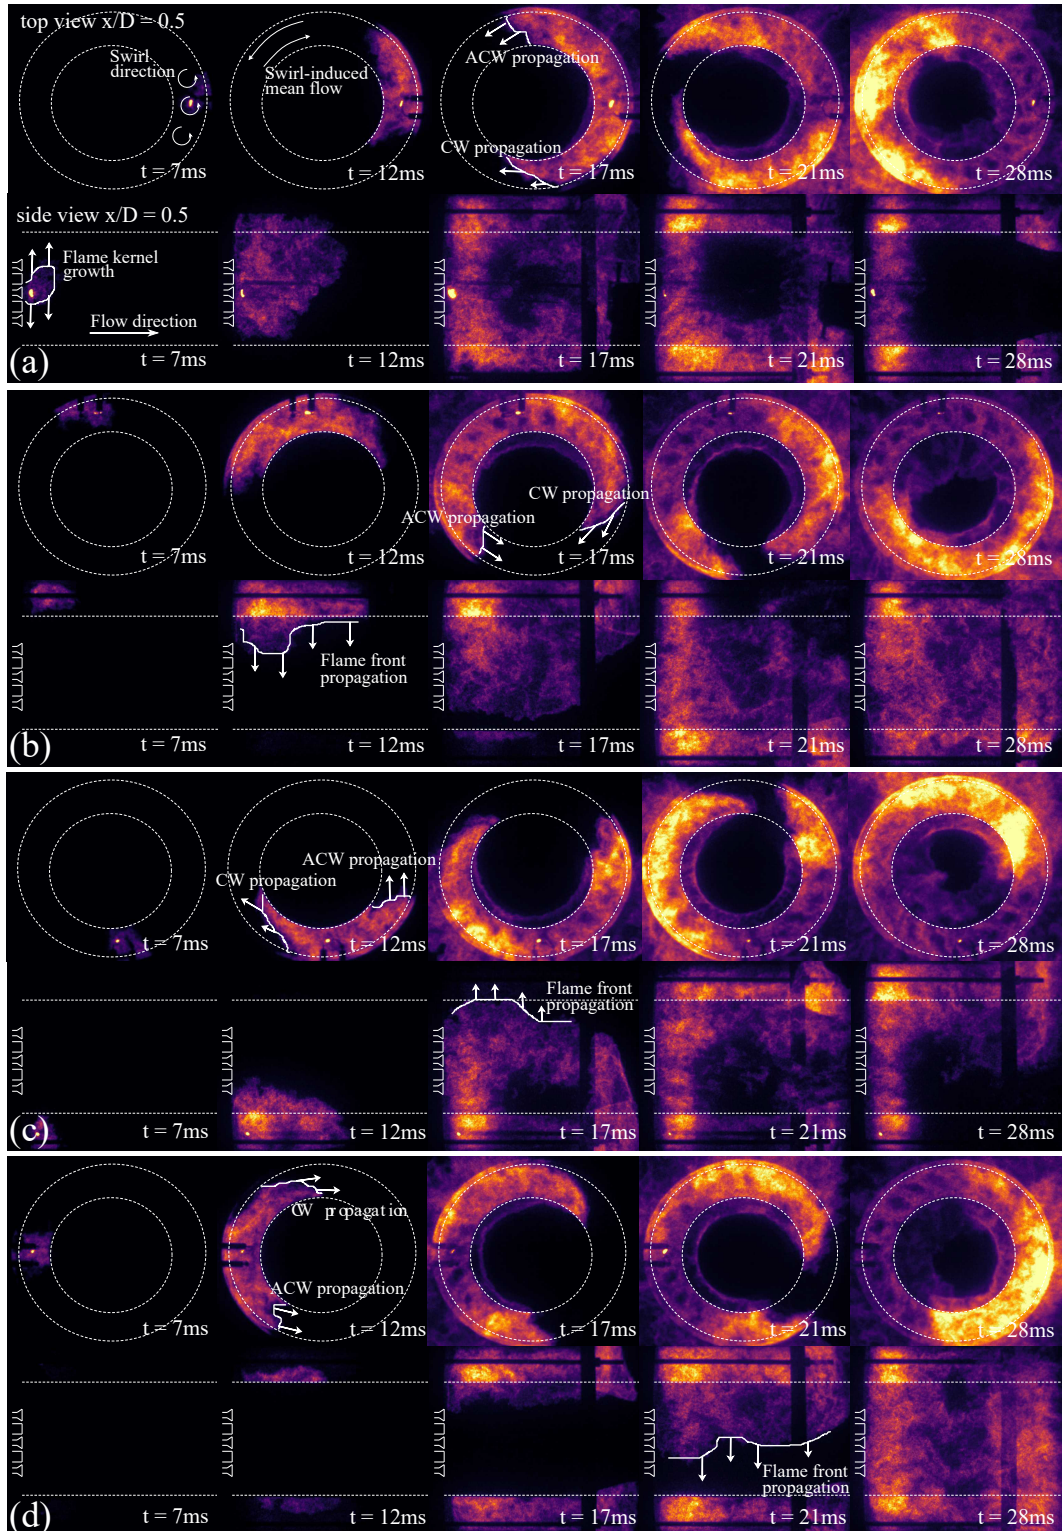 top view x/D = 0.5
Swirl
direction
Swirl-induced
mean flow
ACW propagation
CW propagation
t = 7ms
t = 12ms
t = 17ms
t = 21ms
t = 28ms
side view x/D = 0.5
Flame kernel
growth
Flow direction
(a)
t = 7ms
t = 12ms
t = 17ms
t = 21ms
t = 28ms
CW propagation
ACW propagation
t = 7ms
t = 12ms
t = 17ms
t = 21ms
t = 28ms
Flame front
propagation
(b)
t = 7ms
t = 12ms
t = 17ms
t = 21ms
t = 28ms
ACW propagation
CW propagation
t = 7ms
t = 12ms
t = 17ms
t = 21ms
t = 28ms
Flame front
propagation
(c)
t = 7ms
t = 12ms
t = 17ms
t = 21ms
t = 28ms
CW propagation
ACW propagation
t = 7ms
t = 12ms
t = 17ms
t = 21ms
t = 28ms
Flame front
propagation
(d)
t = 7ms
t = 12ms
t = 17ms
t = 21ms
t = 28ms